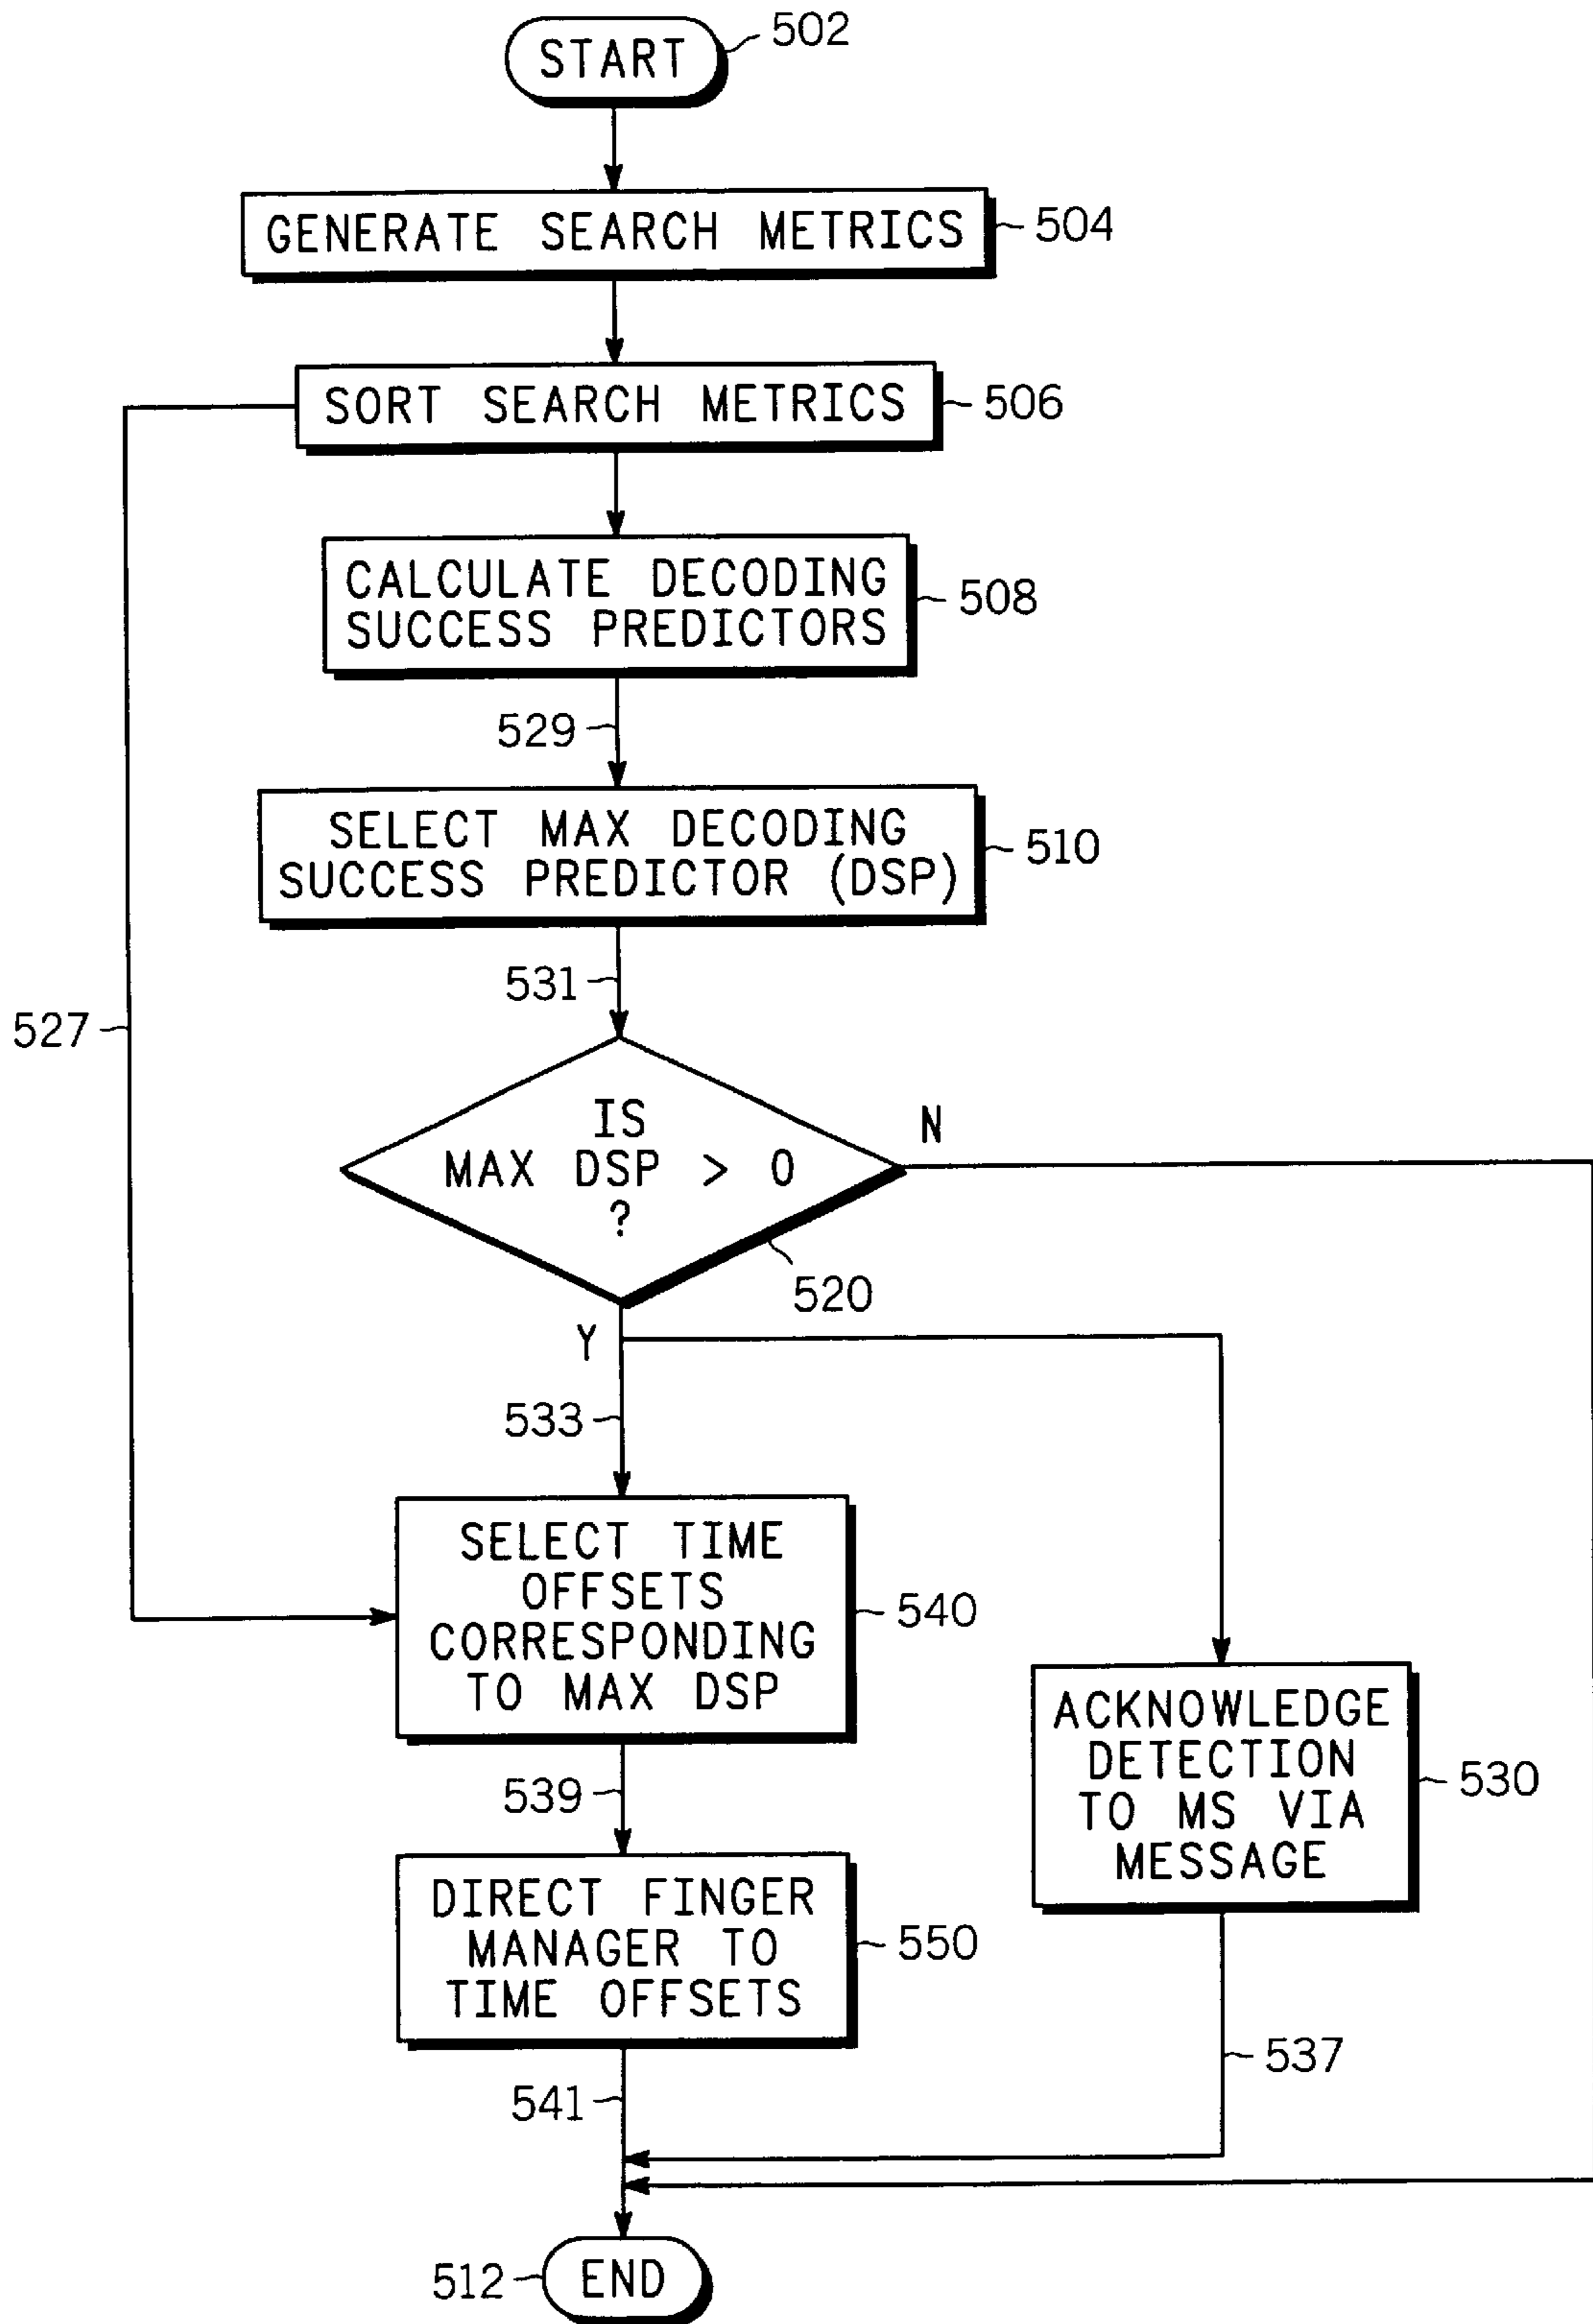 START
502
GENERATE SEARCH METRICS
504
SORT SEARCH METRICS
506
CALCULATE DECODING
SUCCESS PREDICTORS
508
529
SELECT MAX DECODING
SUCCESS PREDICTOR (DSP)
510
531
527
IS
MAX DSP > 0
?
N
520
Y
533
SELECT TIME
OFFSETS
CORRESPONDING
TO MAX DSP
540
ACKNOWLEDGE
DETECTION
TO MS VIA
MESSAGE
530
539
DIRECT FINGER
MANAGER TO
TIME OFFSETS
550
537
541
512
END